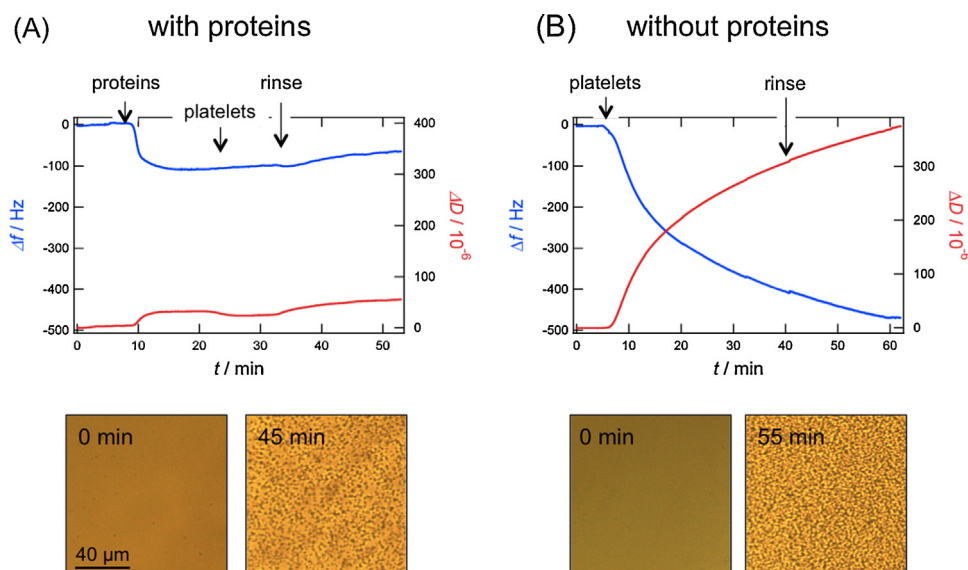 (A) with proteins
proteins
platelets
rinse
0
-100
-200
-300
-400
-500
Δf / Hz
400
300
200
100
0
ΔD / 10⁻⁶
0 10 20 30 40 50
t / min
0 min
40 µm
45 min
(B) without proteins
platelets
rinse
0
-100
-200
-300
-400
-500
Δf / Hz
300
200
100
0
ΔD / 10⁻⁶
0 10 20 30 40 50 60
t / min
0 min
55 min